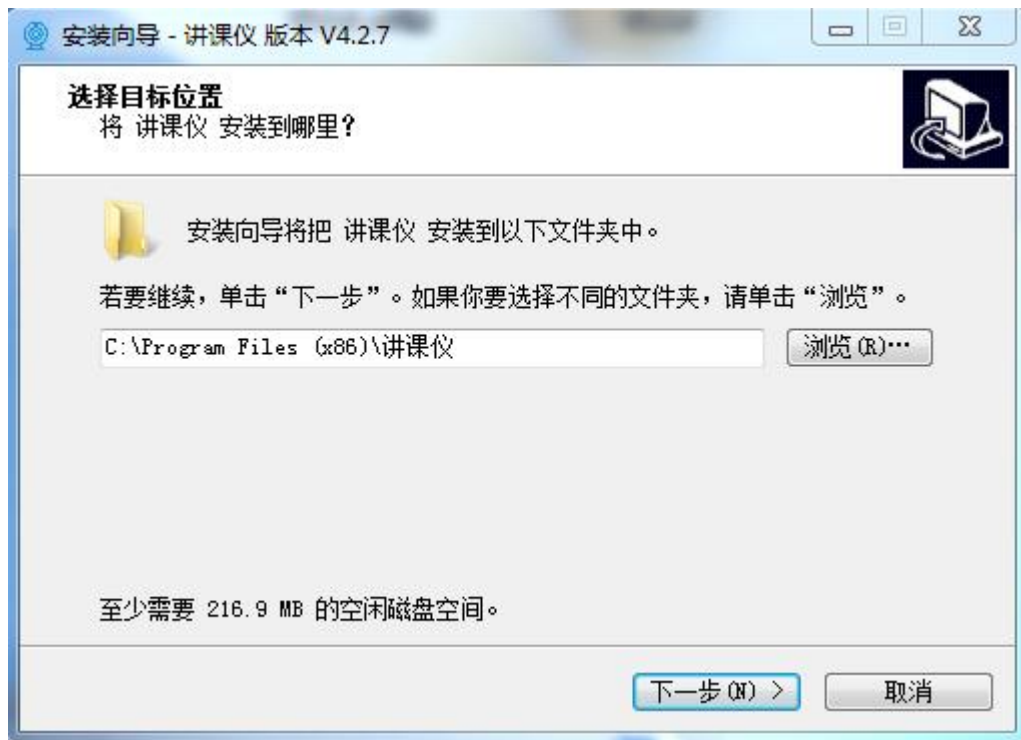 安装向导 - 讲课仪 版本 V4.2.7
选择目标位置
将 讲课仪 安装到哪里？
安装向导将把 讲课仪 安装到以下文件夹中。
若要继续，单击“下一步”。如果你要选择不同的文件夹，请单击“浏览”。
C:\Program Files (x86)\讲课仪
浏览(R)…
至少需要 216.9 MB 的空闲磁盘空间。
下一步(N) >
取消